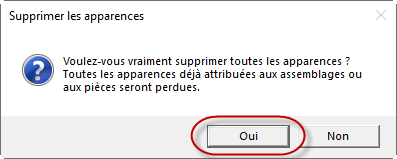 Supprimer les apparences
Voulez-vous vraiment supprimer toutes les apparences ?
Toutes les apparences déjà attribuées aux assemblages ou
aux pièces seront perdues.
Oui Non